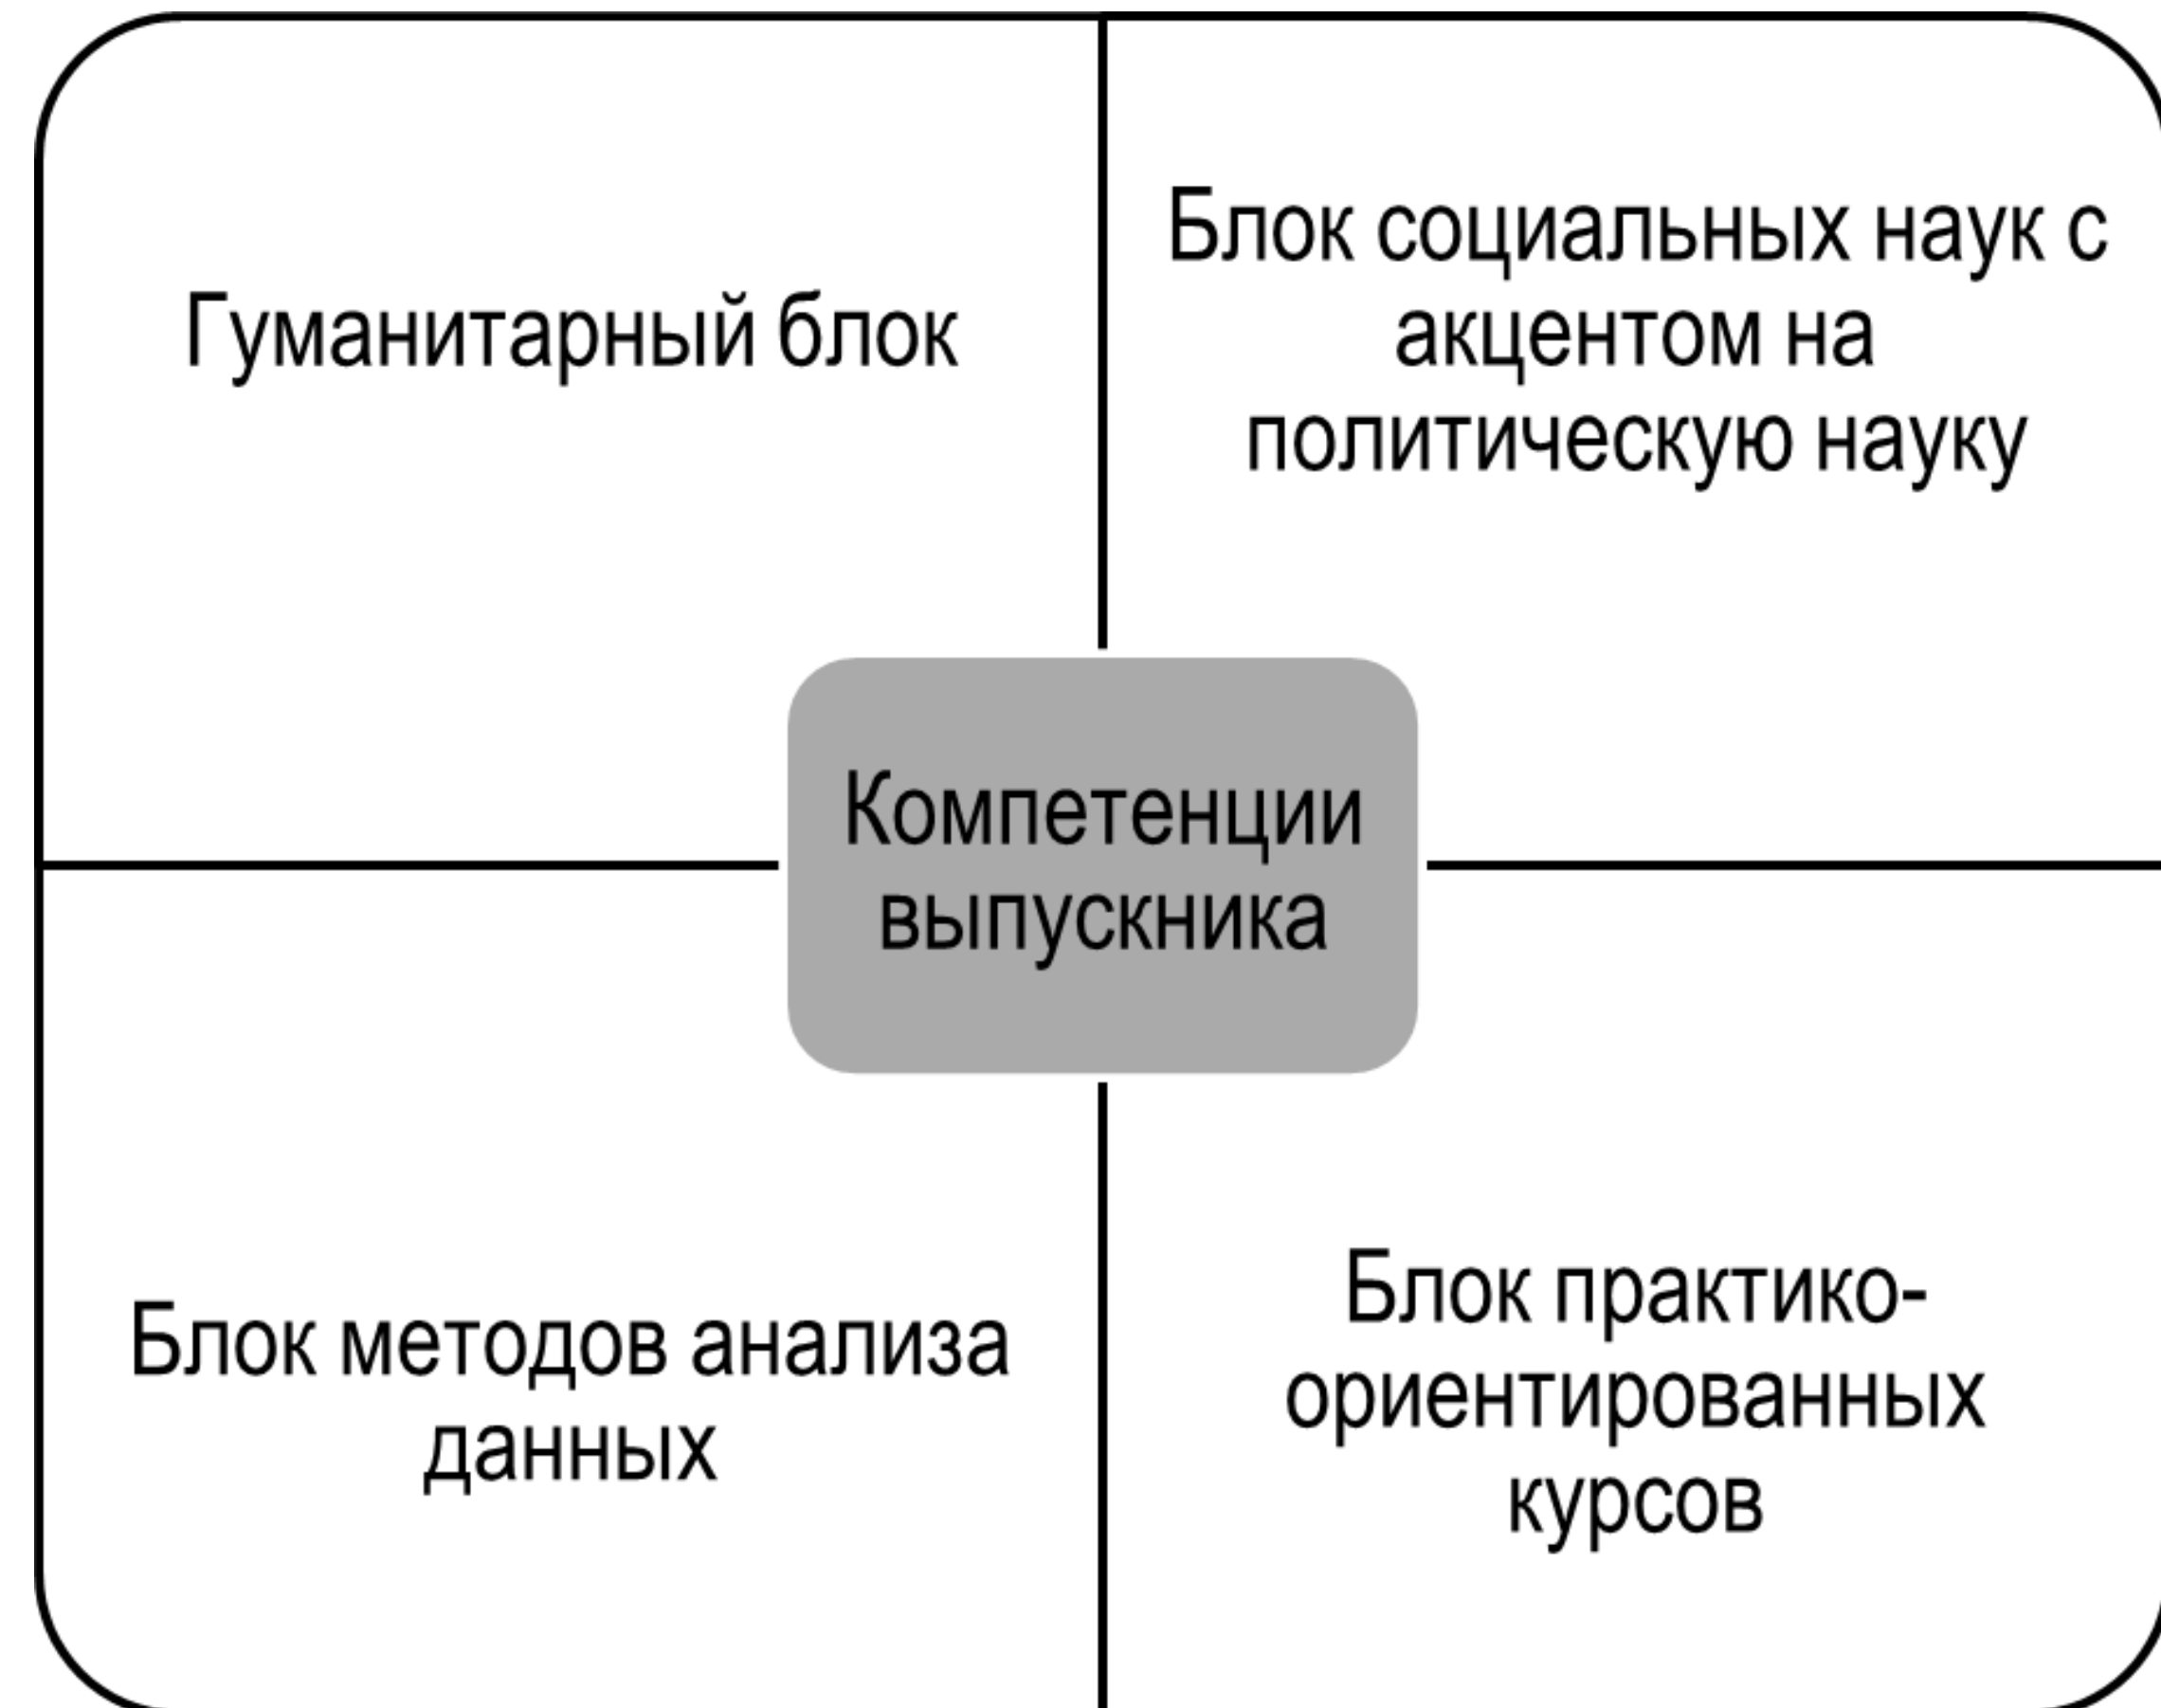 Гуманитарный блок
Блок социальных наук с
акцентом на
политическую науку
Компетенции
выпускника
Блок методов анализа
данных
Блок практико-
ориентированных
курсов